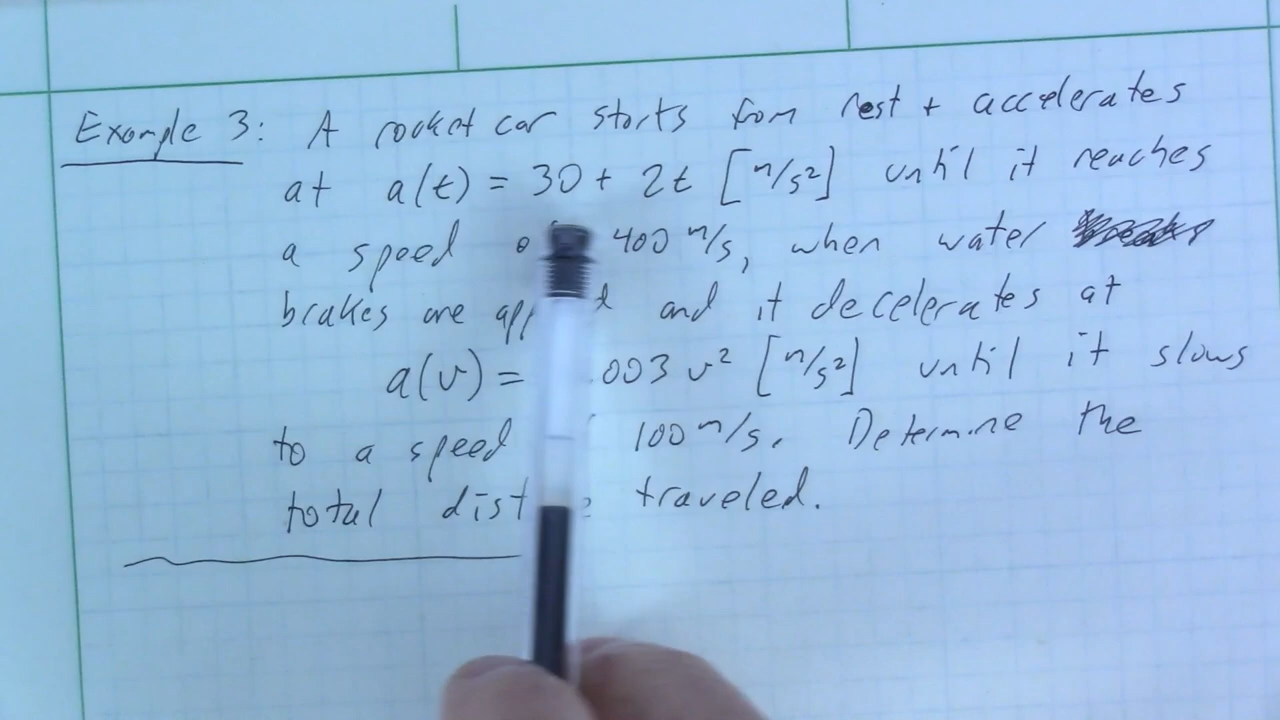 Example 3: A rocket car starts from rest + accelerates
at a(t) = 30 + 2t [m/s²] until it reaches
a speed 400 m/s, when water
brakes are and it decelerates at
a(v) = .003 v² [m/s²] until it slows
to a speed 100 m/s. Determine the
total traveled.